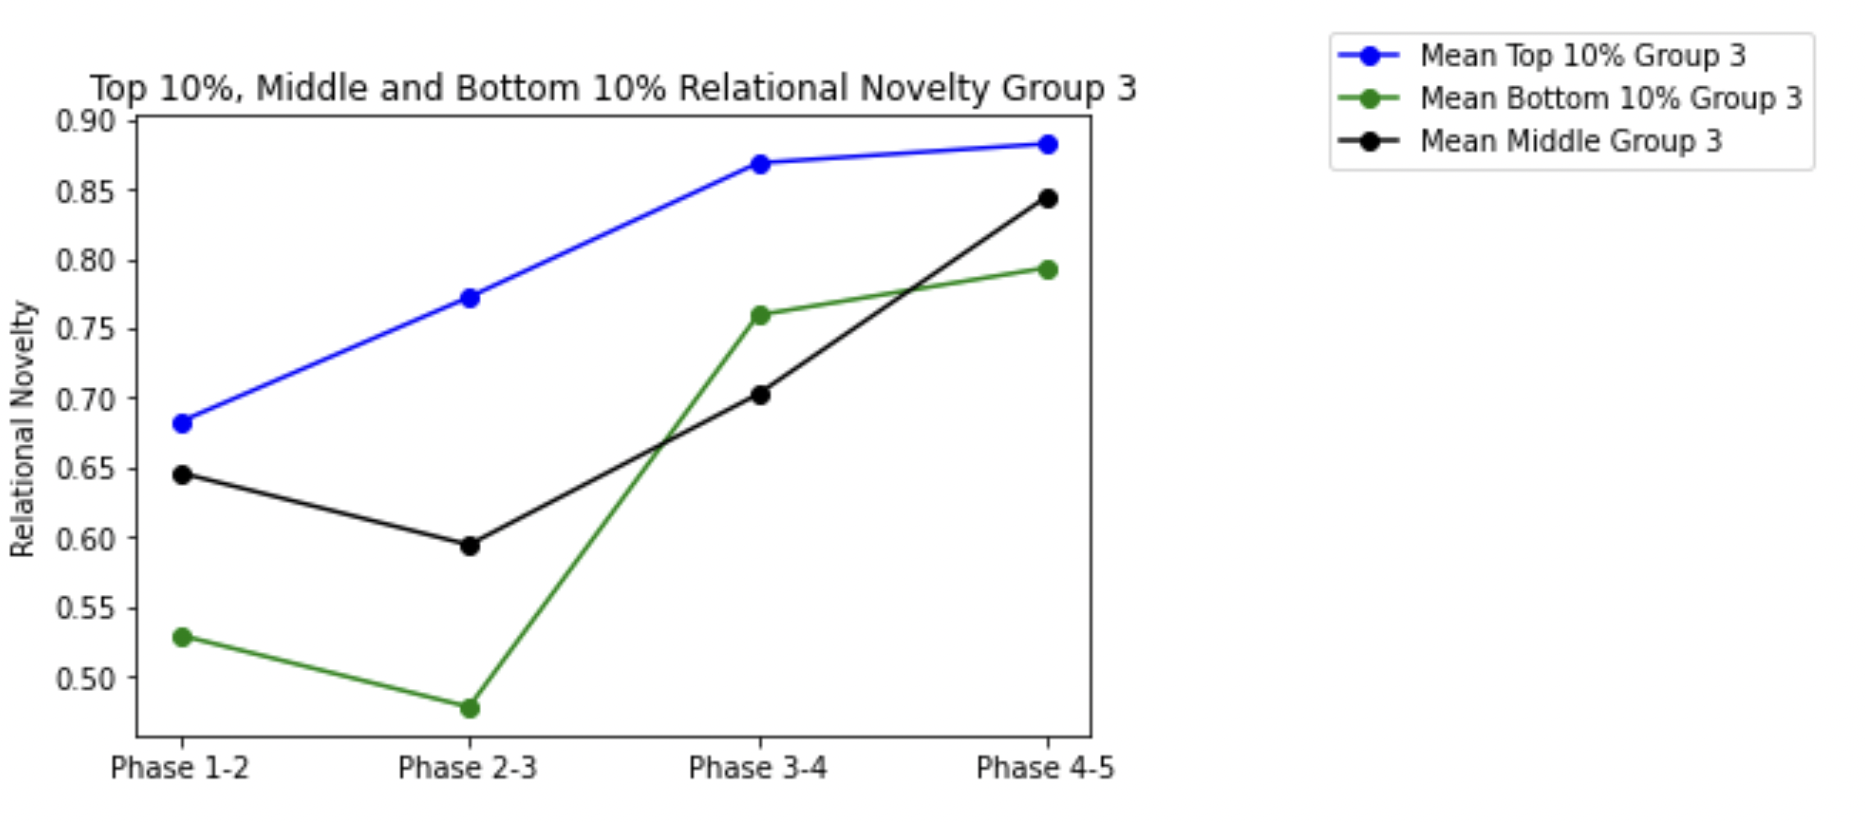 Top 10%, Middle and Bottom 10% Relational Novelty Group 3
Mean Top 10% Group 3
Mean Bottom 10% Group 3
Mean Middle Group 3
Relational Novelty
0.90
0.85
0.80
0.75
0.70
0.65
0.60
0.55
0.50
Phase 1-2 Phase 2-3 Phase 3-4 Phase 4-5